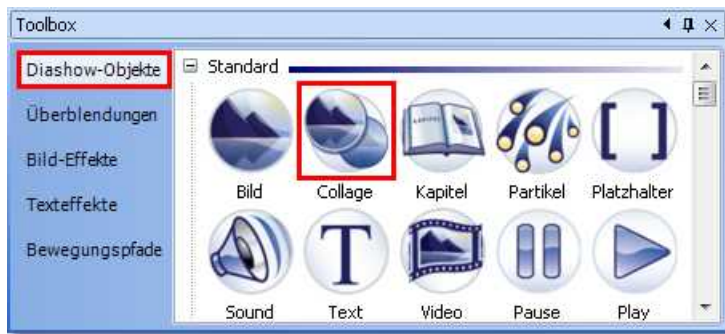 Toolbox
Diashow-Objekte
Überblendungen
Bild-Effekte
Texteffekte
Bewegungspfade
Standard
Bild Collage Kapitel Partikel Platzhalter
Sound Text Video Pause Play